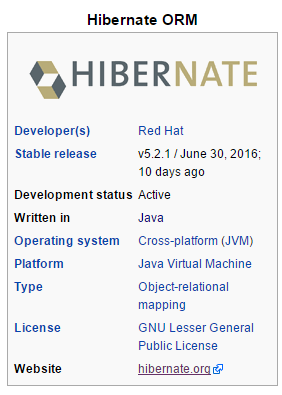 Hibernate ORM
HIBERNATE
Developer(s) Red Hat
Stable release v5.2.1 / June 30, 2016;
10 days ago
Development status Active
Written in Java
Operating system Cross-platform (JVM)
Platform Java Virtual Machine
Type Object-relational
mapping
License GNU Lesser General
Public License
Website hibernate.org